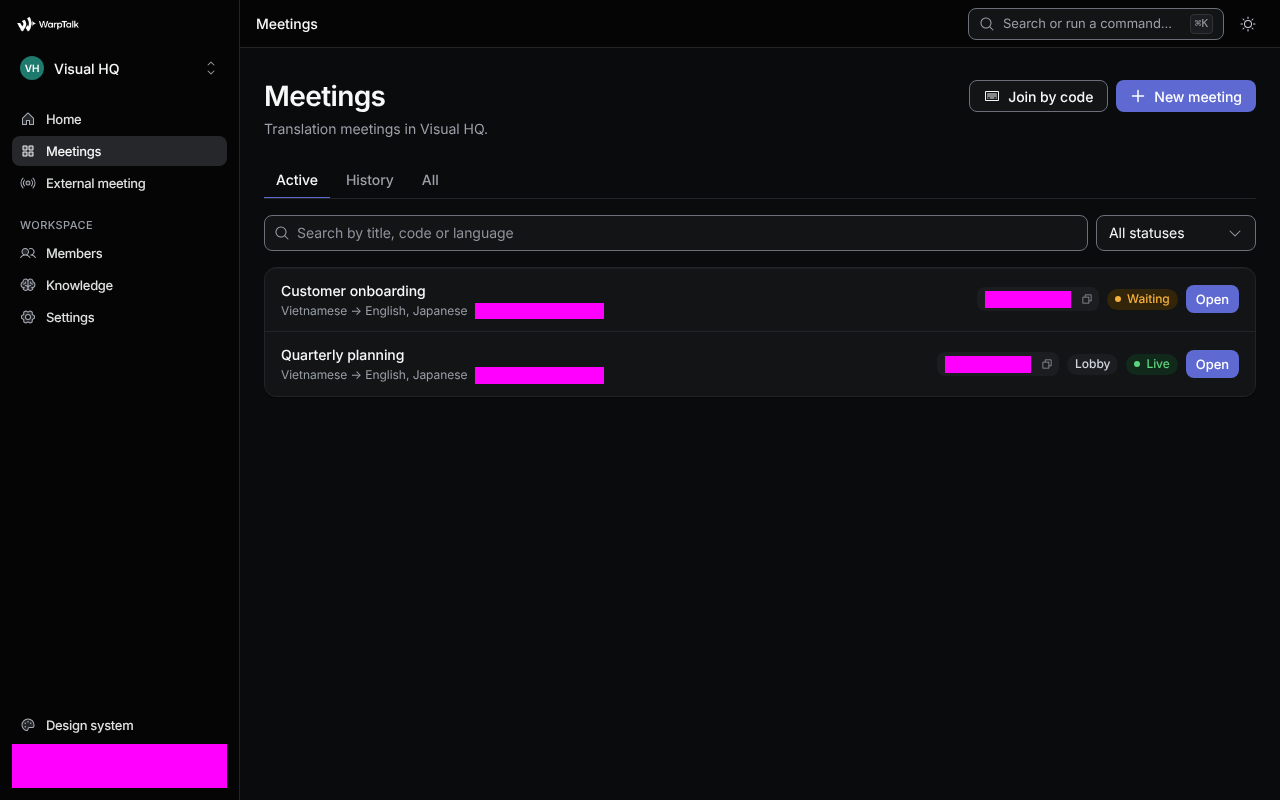 WarpTalk
Meetings
Search or run a command...
⌘K
VH
Visual HQ
Home
Meetings
External meeting
WORKSPACE
Members
Knowledge
Settings
Design system
Meetings
Translation meetings in Visual HQ.
Join by code
New meeting
Active
History
All
Search by title, code or language
All statuses
Customer onboarding
Vietnamese → English, Japanese
Waiting
Open
Quarterly planning
Vietnamese → English, Japanese
Lobby
Live
Open